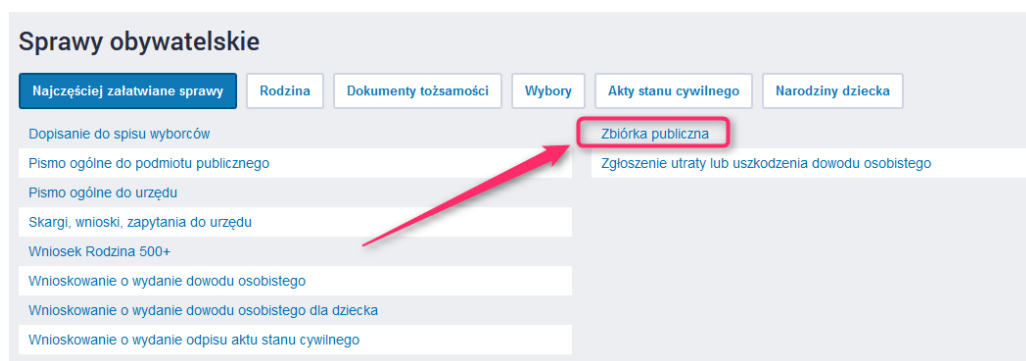 Sprawy obywatelskie
Najczęściej załatwiane sprawy
Rodzina
Dokumenty tożsamości
Wybory
Akty stanu cywilnego
Narodziny dziecka
Dopisanie do spisu wyborców
Pismo ogólne do podmiotu publicznego
Pismo ogólne do urzędu
Skargi, wnioski, zapytania do urzędu
Wniosek Rodzina 500+
Wnioskowanie o wydanie dowodu osobistego
Wnioskowanie o wydanie dowodu osobistego dla dziecka
Wnioskowanie o wydanie odpisu aktu stanu cywilnego
Zbiórka publiczna
Zgłoszenie utraty lub uszkodzenia dowodu osobistego